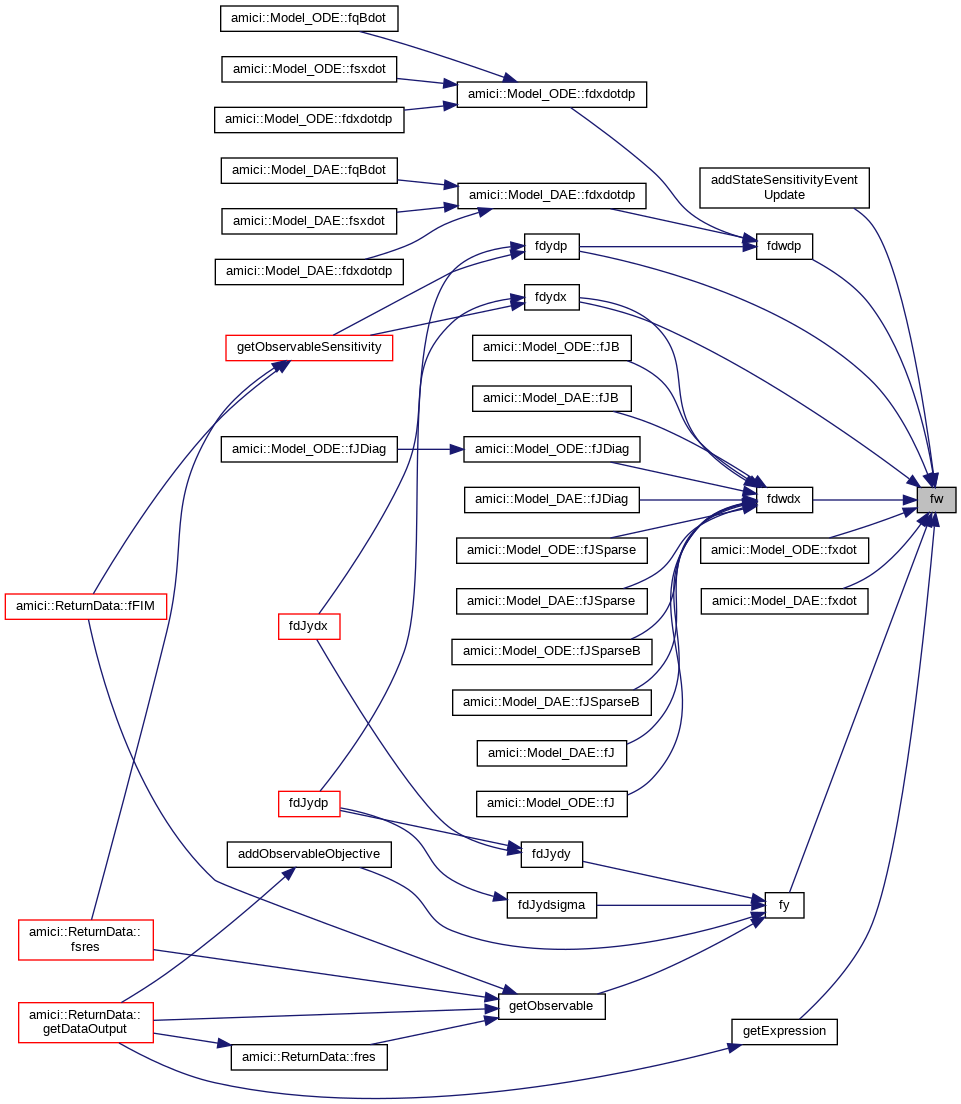 amici::Model_ODE::fqBdot
amici::Model_ODE::fsxdot
amici::Model_ODE::fdxdotdp
amici::Model_ODE::fdxdotdp
amici::Model_DAE::fqBdot
addStateSensitivityEvent
Update
amici::Model_DAE::fdxdotdp
amici::Model_DAE::fsxdot
fdydp
fdwdp
amici::Model_DAE::fdxdotdp
fdydx
getObservableSensitivity
amici::Model_ODE::fJB
amici::Model_DAE::fJB
amici::Model_ODE::fJDiag
amici::Model_ODE::fJDiag
amici::Model_DAE::fJDiag
fdwdx
fw
amici::Model_ODE::fJSparse
amici::Model_ODE::fxdot
amici::ReturnData::fFIM
amici::Model_DAE::fJSparse
amici::Model_DAE::fxdot
fdJydx
amici::Model_ODE::fJSparseB
amici::Model_DAE::fJSparseB
amici::Model_DAE::fJ
fdJydp
amici::Model_ODE::fJ
addObservableObjective
fdJydy
fdJydsigma
fy
amici::ReturnData::
fsres
getObservable
amici::ReturnData::
getDataOutput
getExpression
amici::ReturnData::fres